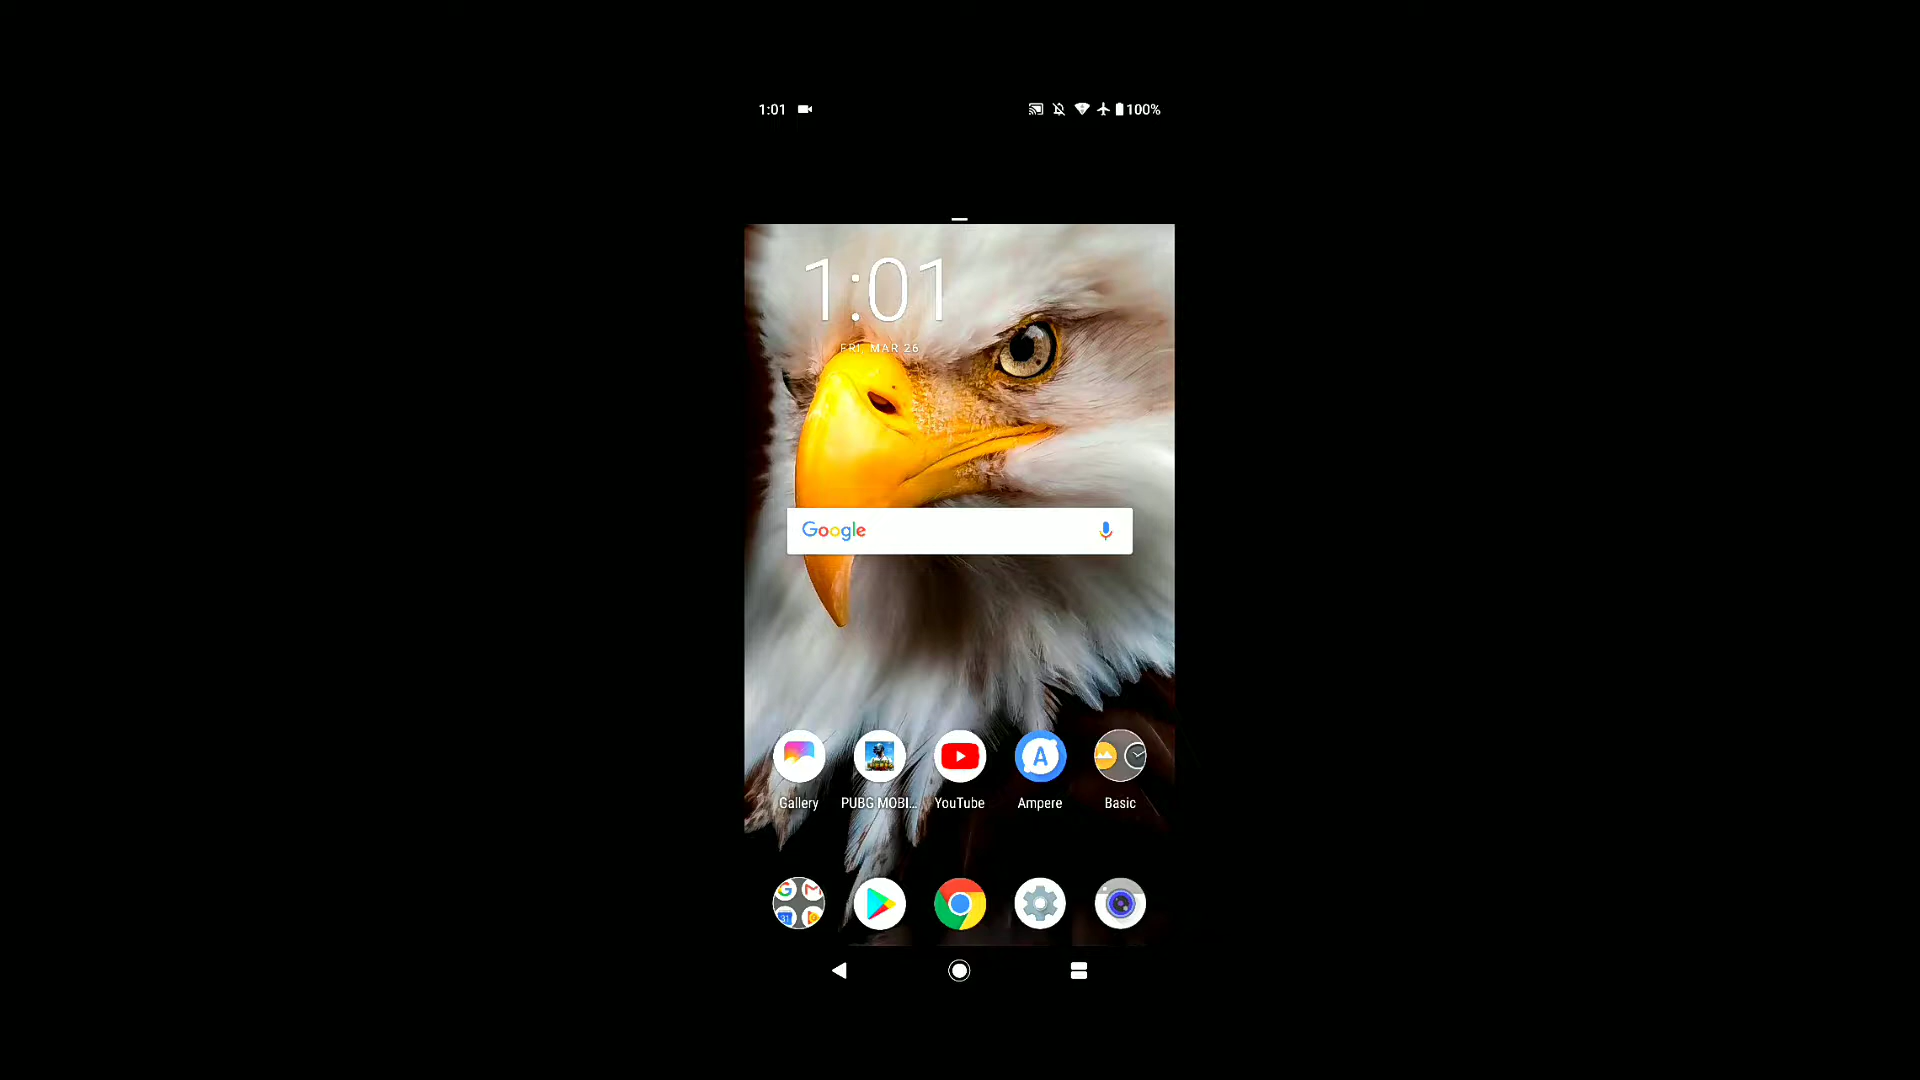 1:01 100%
1:01
FRI, MAR 26
Google
Gallery PUBG MOBI... YouTube Ampere Basic